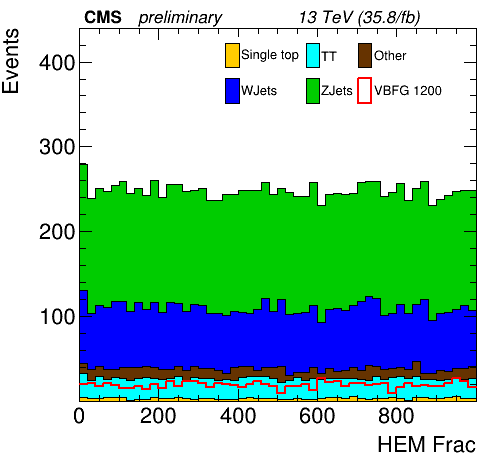 CMS preliminary 13 TeV (35.8/fb)
Events
Single top TT Other
WJets ZJets VBFG 1200
400
300
200
100
0 200 400 600 800
HEM Frac